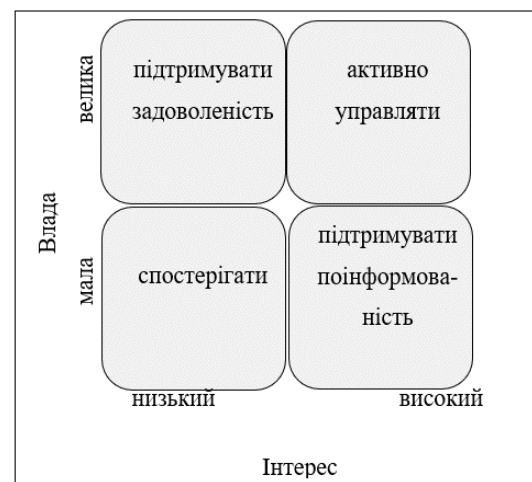 Влада
велика
підтримувати
задоволеність
активно
управляти
мала
спостерігати
підтримувати
поінформова-
ність
низький
високий
Інтерес